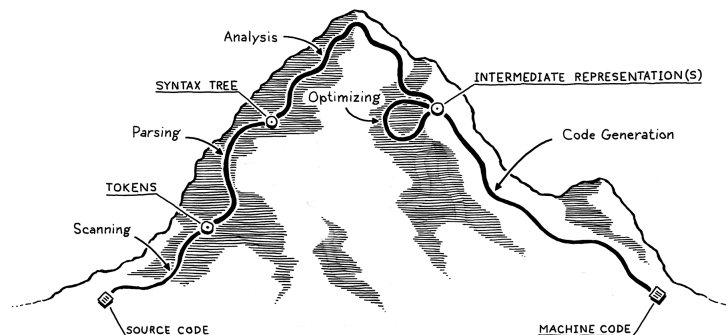 Analysis
SYNTAX TREE
INTERMEDIATE REPRESENTATION(S)
Optimizing
Parsing
Code Generation
TOKENS
Scanning
SOURCE CODE
MACHINE CODE